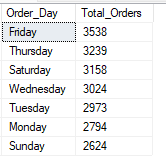 Order_Day Total_Orders
Friday 3538
Thursday 3239
Saturday 3158
Wednesday 3024
Tuesday 2973
Monday 2794
Sunday 2624